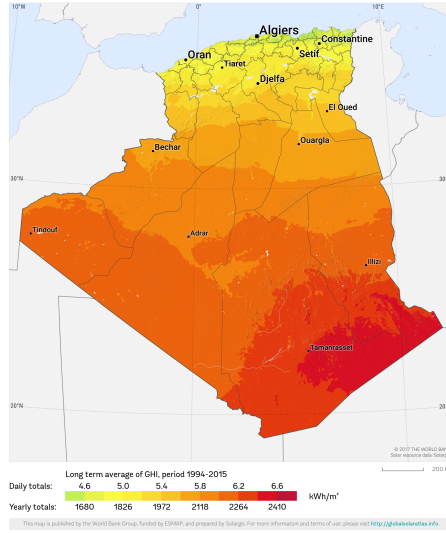 10°W
0°
10°E
Algiers
Constantine
Oran
Setif
Tiaret
Djelfa
El Oued
Ouargla
Bechar
30°N
30°
Tindouf
Adrar
Illizi
Tamanrasset
20°N
20°
© 2017 THE WORLD BAN
Solar resource data: Solarg
200
Long term average of GHI, period 1994-2015
Daily totals: 4.6 5.0 5.4 5.8 6.2 6.6
kWh/m²
Yearly totals: 1680 1826 1972 2118 2264 2410
This map is published by the World Bank Group, funded by ESMAP, and prepared by Solargis. For more information and terms of use, please visit http://globalsolaratlas.info